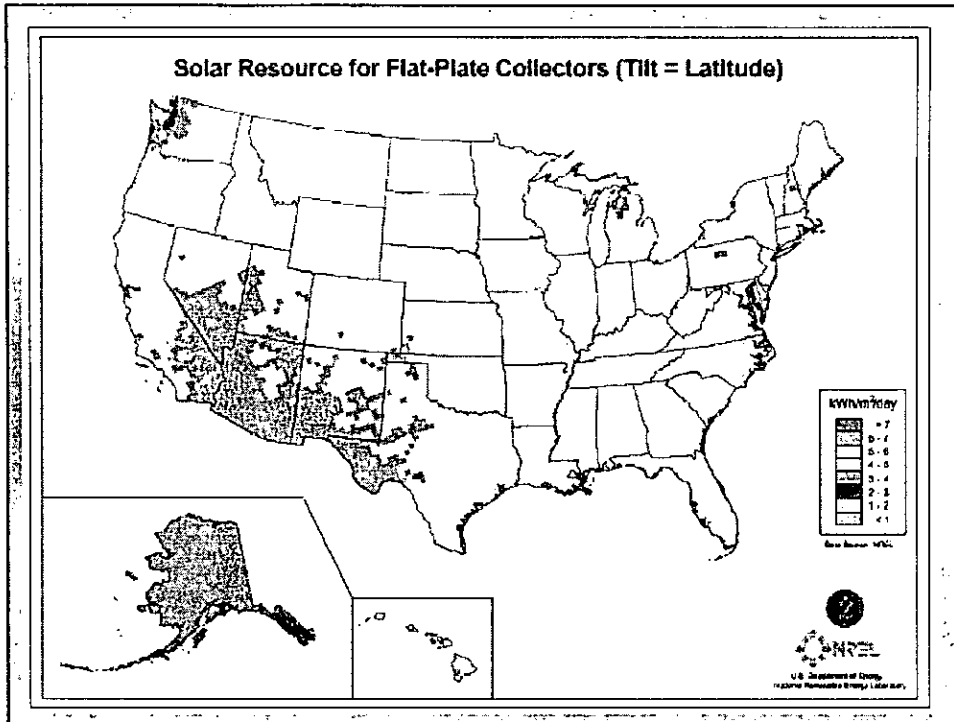 Solar Resource for Flat-Plate Collectors (Tilt = Latitude)
kWh/m²/day
> 7
6 - 7
5 - 6
4 - 5
3 - 4
2 - 3
1 - 2
< 1
NREL
U.S. Department of Energy
National Renewable Energy Laboratory